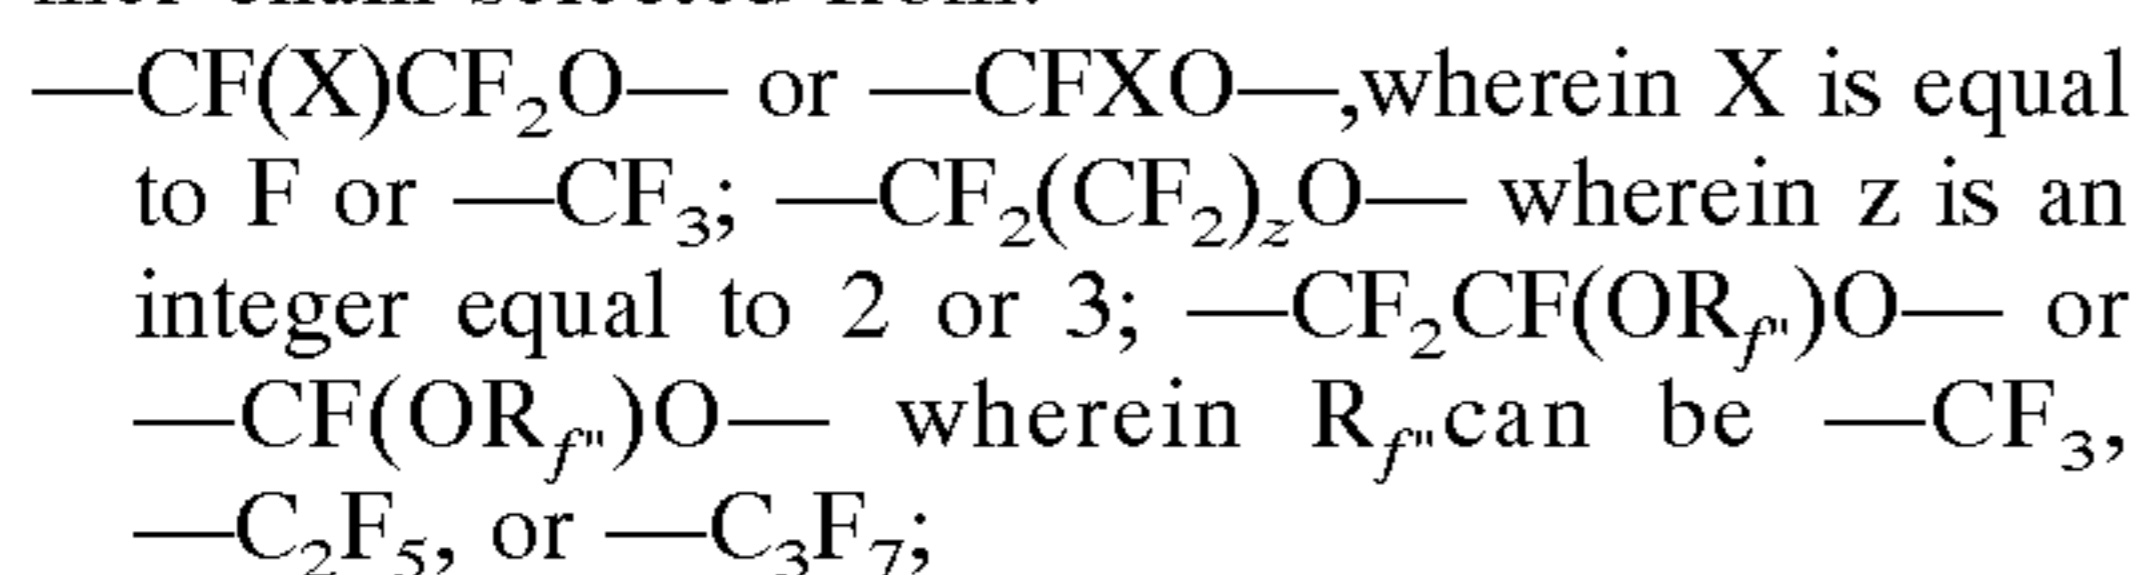 —CF(X)CF₂O— or —CFXO—,wherein X is equal
to F or —CF₃; —CF₂(CF₂)zO— wherein z is an
integer equal to 2 or 3; —CF₂CF(ORf")O— or
—CF(ORf")O— wherein Rf"can be —CF₃,
—C₂F₅, or —C₃F₇;